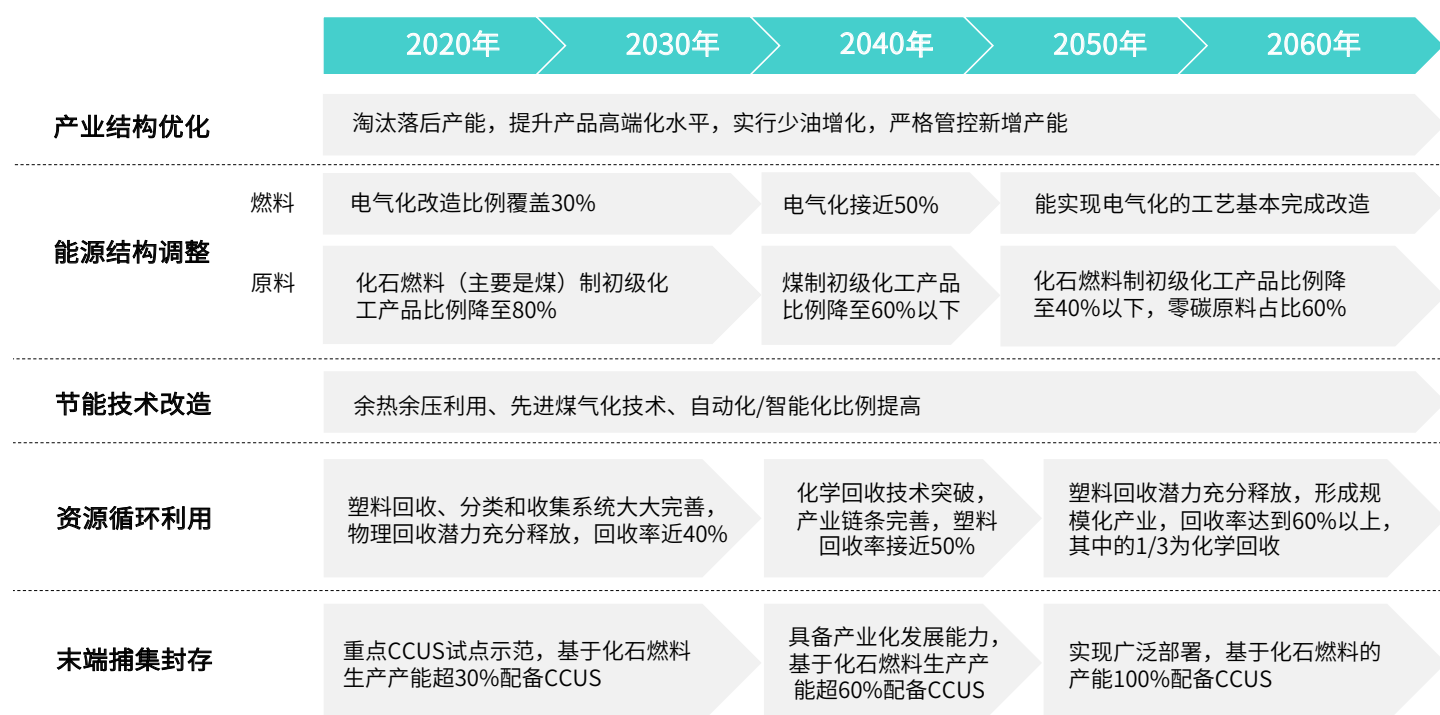 2020年
2030年
2040年
2050年
2060年
产业结构优化
淘汰落后产能，提升产品高端化水平，实行少油增化，严格管控新增产能
能源结构调整
燃料
电气化改造比例覆盖30%
电气化接近50%
能实现电气化的工艺基本完成改造
原料
化石燃料（主要是煤）制初级化
工产品比例降至80%
煤制初级化工产品
比例降至60%以下
化石燃料制初级化工产品比例降
至40%以下，零碳原料占比60%
节能技术改造
余热余压利用、先进煤气化技术、自动化/智能化比例提高
资源循环利用
塑料回收、分类和收集系统大大完善，
物理回收潜力充分释放，回收率近40%
化学回收技术突破，
产业链条完善，塑料
回收率接近50%
塑料回收潜力充分释放，形成规
模化产业，回收率达到60%以上，
其中的1/3为化学回收
末端捕集封存
重点CCUS试点示范，基于化石燃料
生产产能超30%配备CCUS
具备产业化发展能力，
基于化石燃料生产产
能超60%配备CCUS
实现广泛部署，基于化石燃料的
产能100%配备CCUS